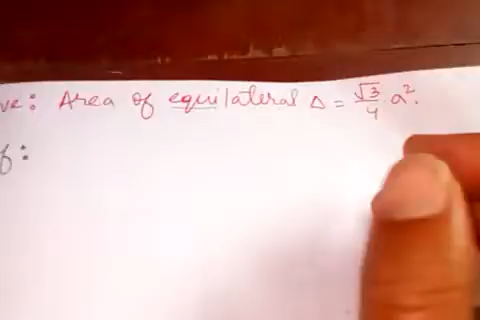 ve: Area of equilateral Δ = √3/4 a².
f: